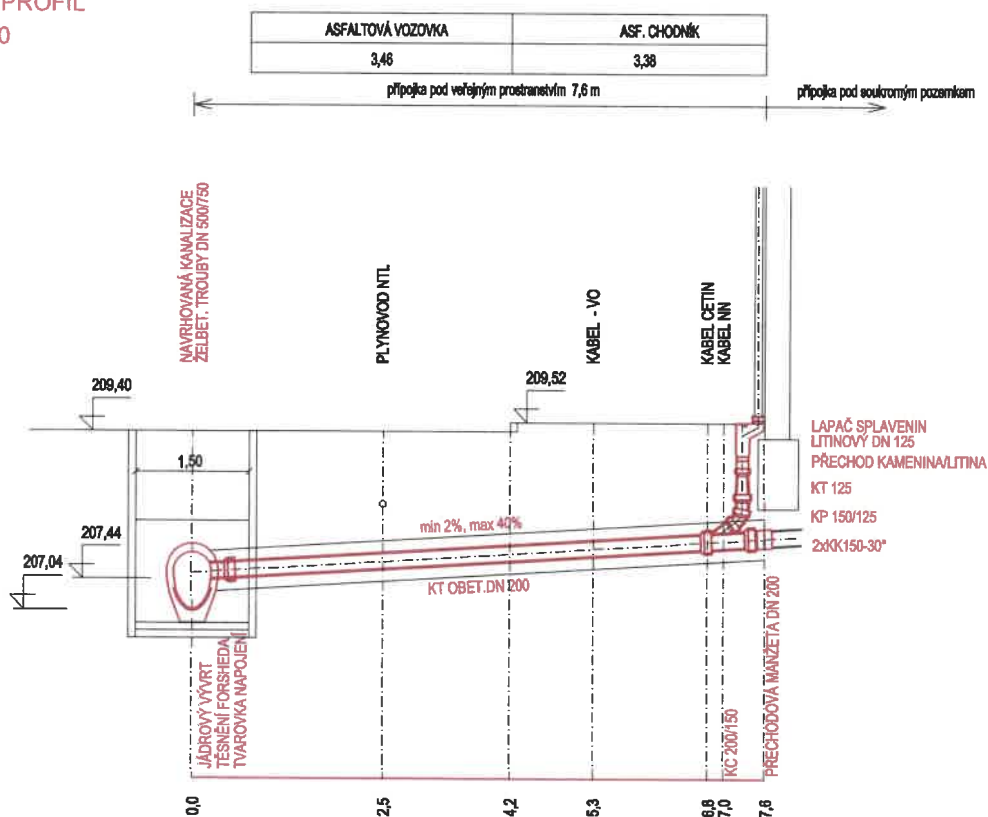 PROFIL
0
ASFALTOVÁ VOZOVKA
ASF. CHODNÍK
3,46
3,38
přípojka pod veřejným prostranstvím 7,6 m
přípojka pod soukromým pozemkem
NAVRHOVANÁ KANALIZACE
ŽELBET. TROUBY DN 500/750
PLYNOVOD NTL
KABEL - VO
KABEL CETIN
KABEL NN
209,40
209,52
1,50
207,44
207,04
min 2%, max 40%
KT OBET.DN 200
LAPAČ SPLAVENIN
LITINOVÝ DN 125
PŘECHOD KAMENINA/LITINA
KT 125
KP 150/125
2xKK150-30°
JÁDROVÝ VÝVRT
TĚSNĚNÍ FORSHEDA
TVAROVKA NAPOJENÍ
KC 200/150
PŘECHODOVÁ MANŽETA DN 200
0,0
2,5
4,2
5,3
6,8
7,0
7,6